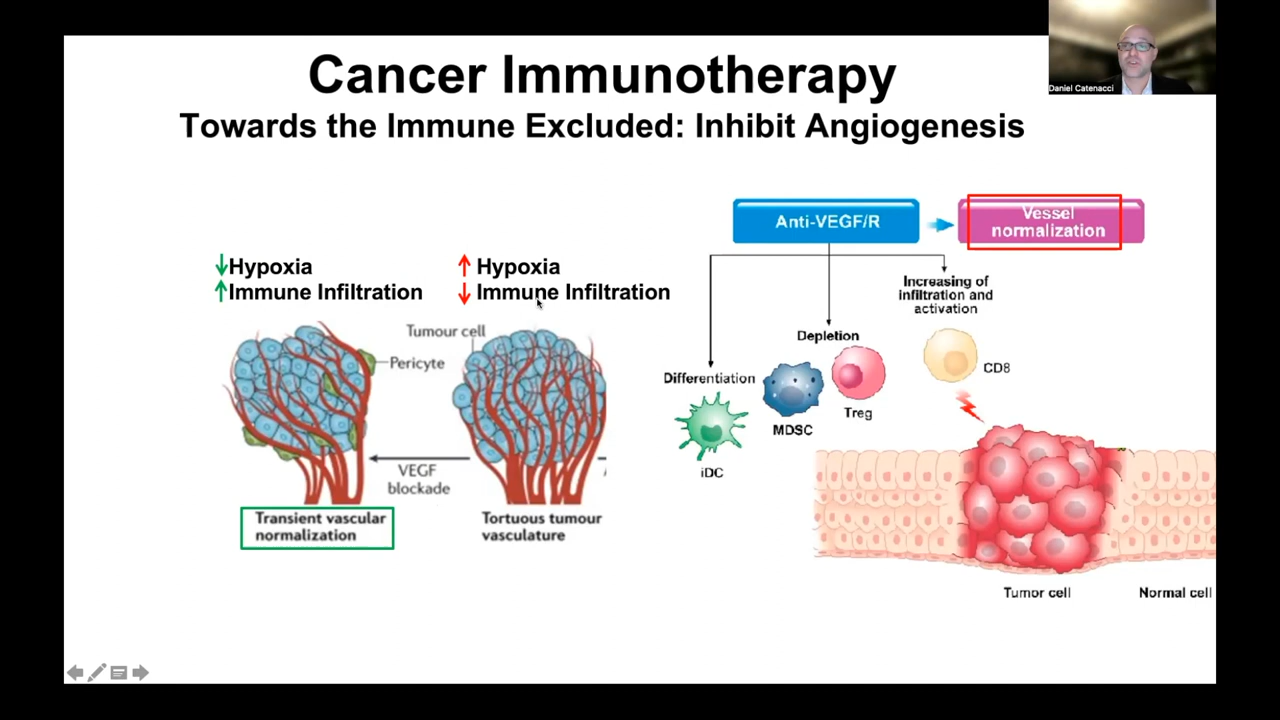 Cancer Immunotherapy
Towards the Immune Excluded: Inhibit Angiogenesis
Daniel Catenacci
↓Hypoxia
↑Immune Infiltration
↑ Hypoxia
↓ Immune Infiltration
Tumour cell
Pericyte
VEGF
blockade
Transient vascular
normalization
Tortuous tumour
vasculature
Anti-VEGF/R
Vessel
normalization
Increasing of
infiltration and
activation
Depletion
Differentiation
CD8
Treg
MDSC
iDC
Tumor cell
Normal cell